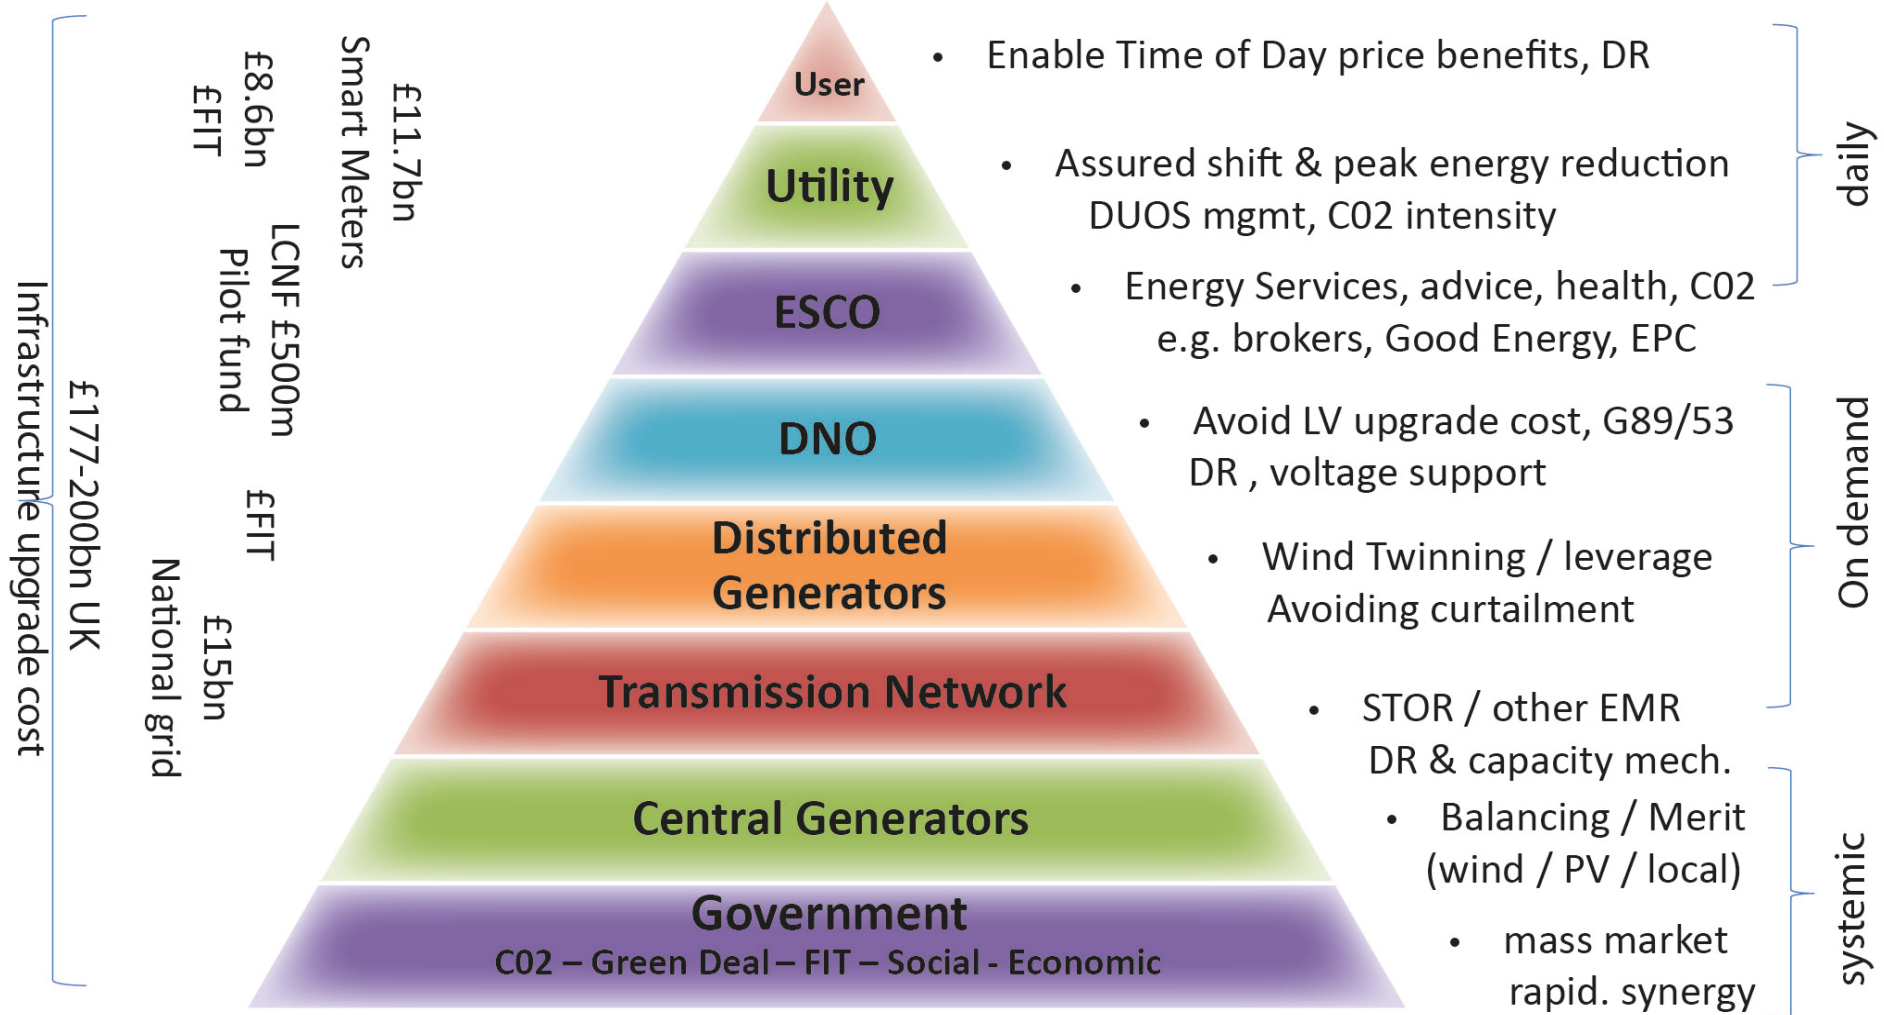 Infrastructure upgrade cost
£177-200bn UK
£11.7bn
Smart Meters
£8.6bn
£FIT
LCNF £500m
Pilot fund
£FIT
£15bn
National grid
User
Utility
ESCO
DNO
Distributed
Generators
Transmission Network
Central Generators
Government
C02 – Green Deal – FIT – Social - Economic
• Enable Time of Day price benefits, DR
• Assured shift & peak energy reduction
DUOS mgmt, C02 intensity
• Energy Services, advice, health, C02
e.g. brokers, Good Energy, EPC
• Avoid LV upgrade cost, G89/53
DR , voltage support
• Wind Twinning / leverage
Avoiding curtailment
• STOR / other EMR
DR & capacity mech.
• Balancing / Merit
(wind / PV / local)
• mass market
rapid. synergy
daily
On demand
systemic